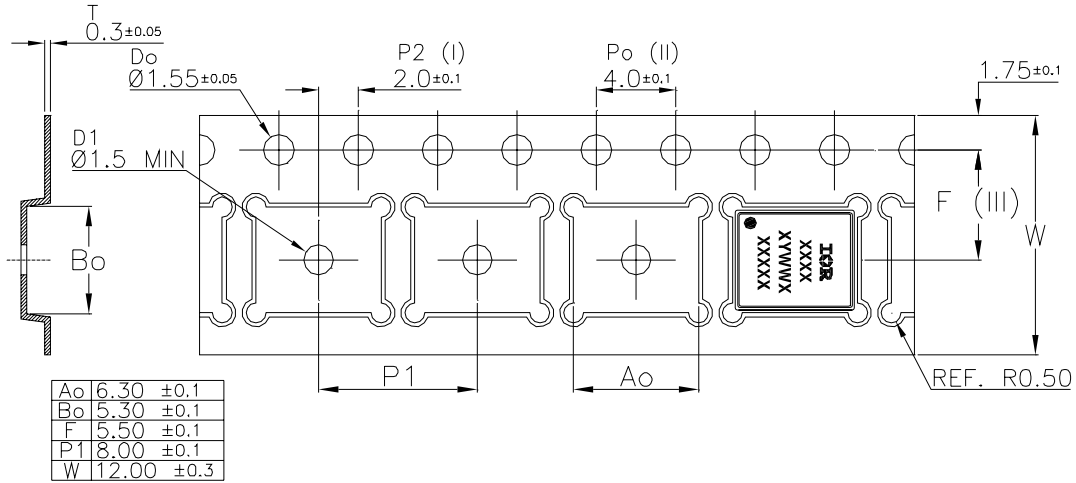 T
0.3±0.05
Do
Ø1.55±0.05
P2 (I)
2.0±0.1
Po (II)
4.0±0.1
1.75±0.1
D1
Ø1.5 MIN
Bo
F (III)
W
IOR
XXXX
XYWWX
XXXXX
P1
Ao
REF. R0.50
Ao 6.30 ±0.1
Bo 5.30 ±0.1
F 5.50 ±0.1
P1 8.00 ±0.1
W 12.00 ±0.3